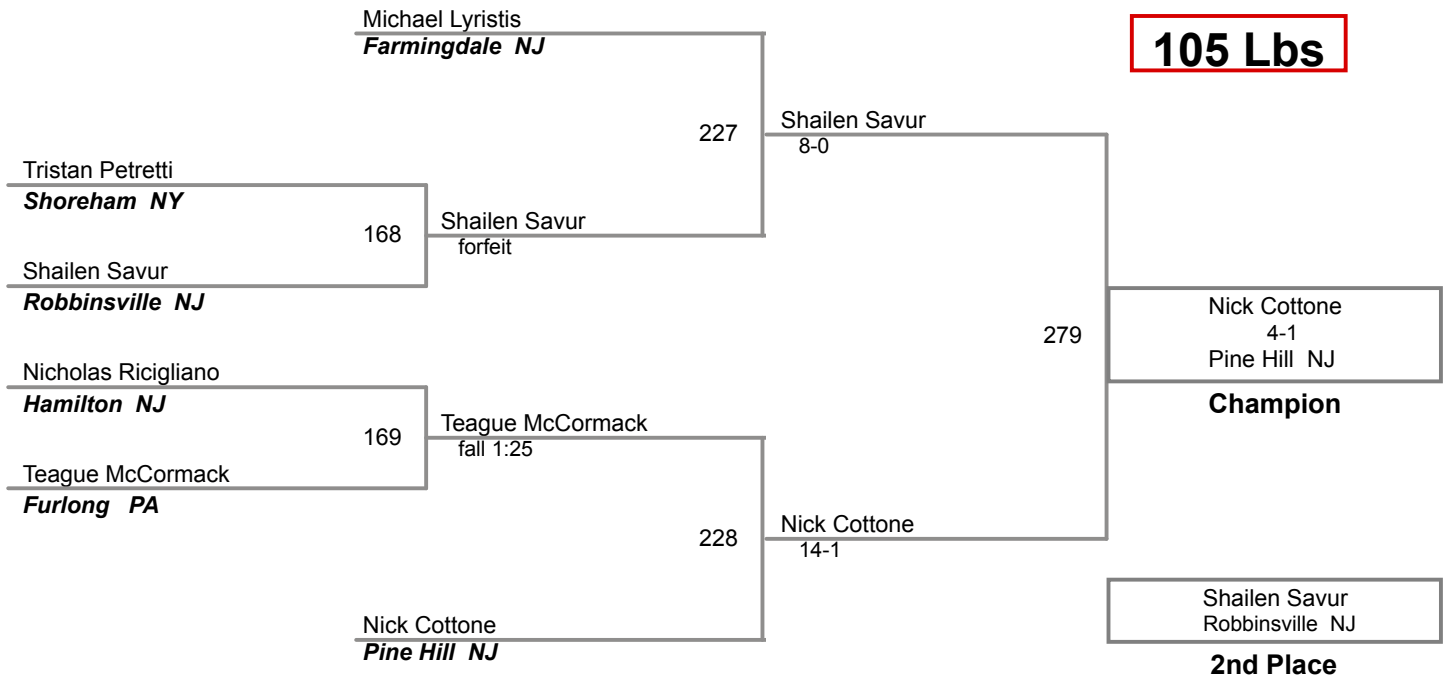 Michael Lyristis
Farmingdale NJ
105 Lbs
227
Shailen Savur
8-0
Tristan Petretti
Shoreham NY
168
Shailen Savur
forfeit
Shailen Savur
Robbinsville NJ
279
Nick Cottone
4-1
Pine Hill NJ
Champion
Nicholas Ricigliano
Hamilton NJ
169
Teague McCormack
fall 1:25
Teague McCormack
Furlong PA
228
Nick Cottone
14-1
Nick Cottone
Pine Hill NJ
Shailen Savur
Robbinsville NJ
2nd Place